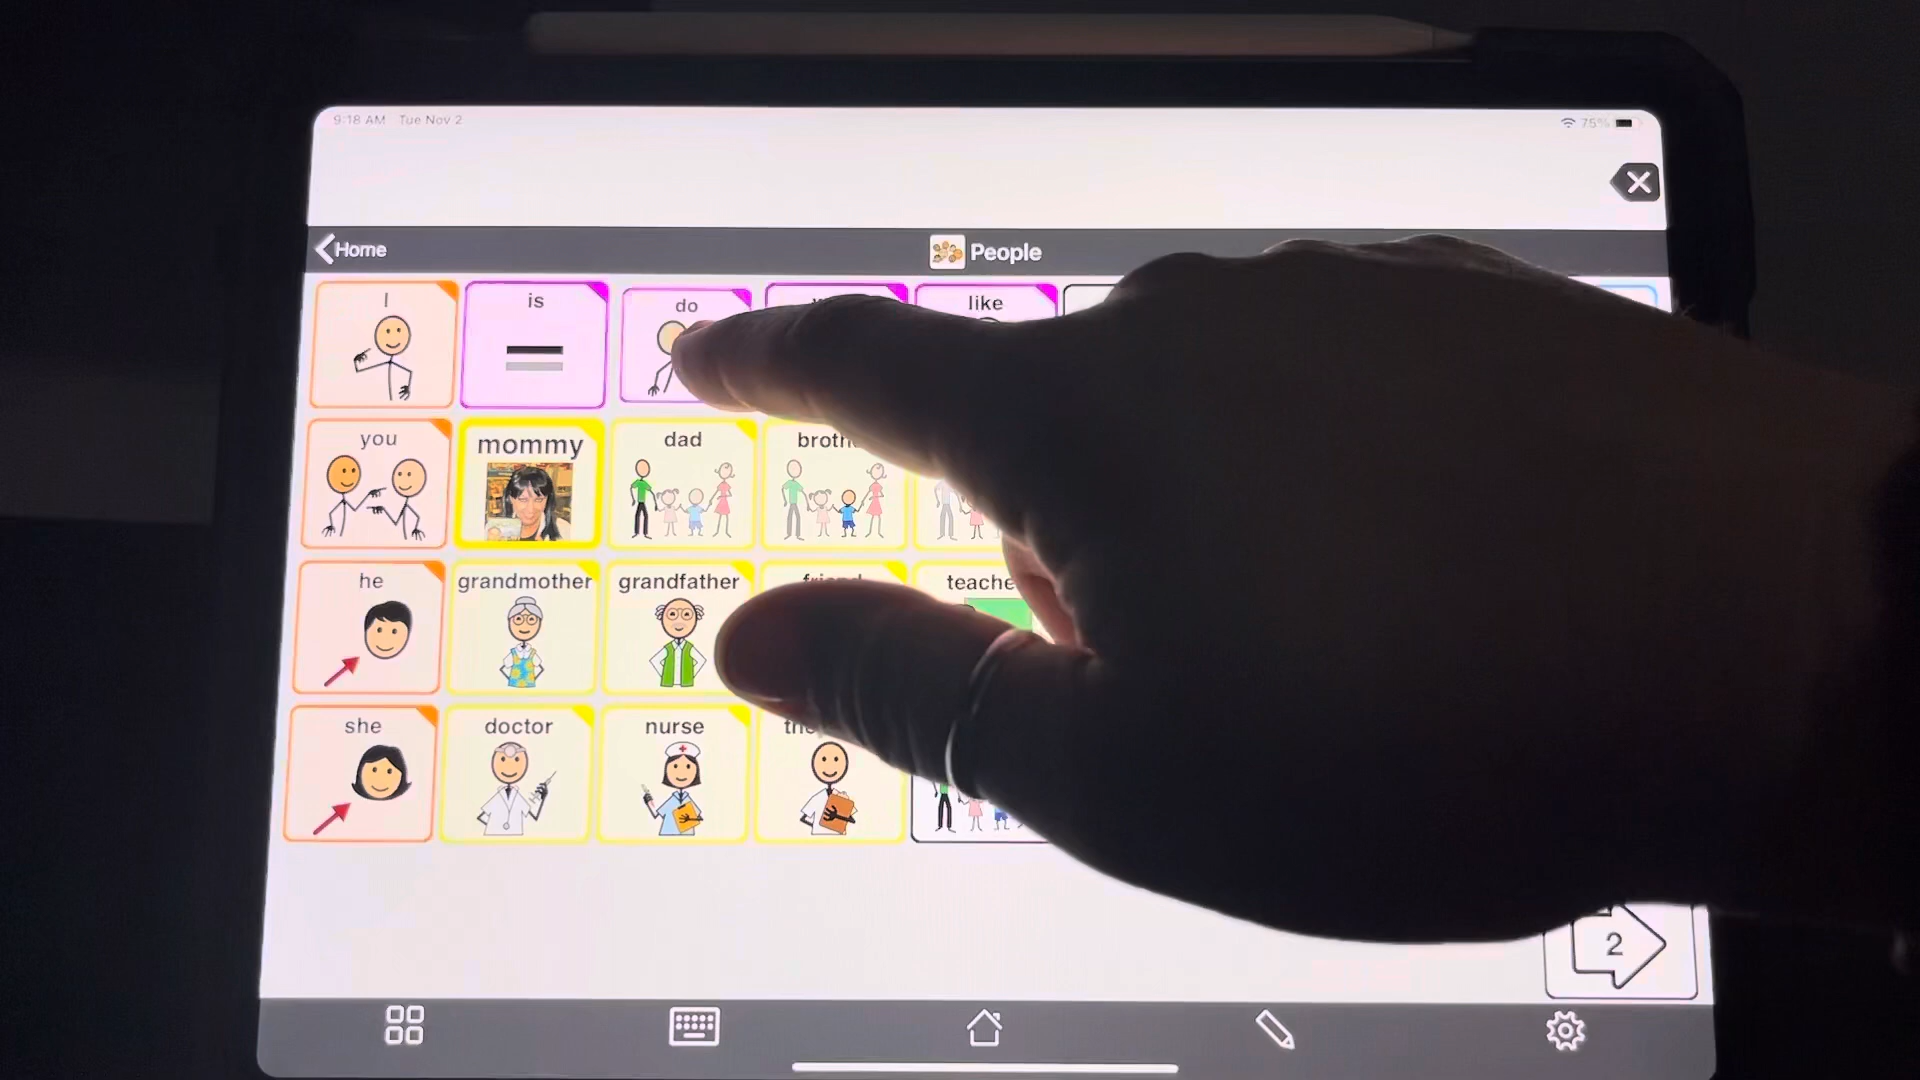 9:18 AM Tue Nov 2
75%
Home
People
I
is
do
like
you
mommy
dad
he
grandmother
grandfather
she
doctor
nurse
2